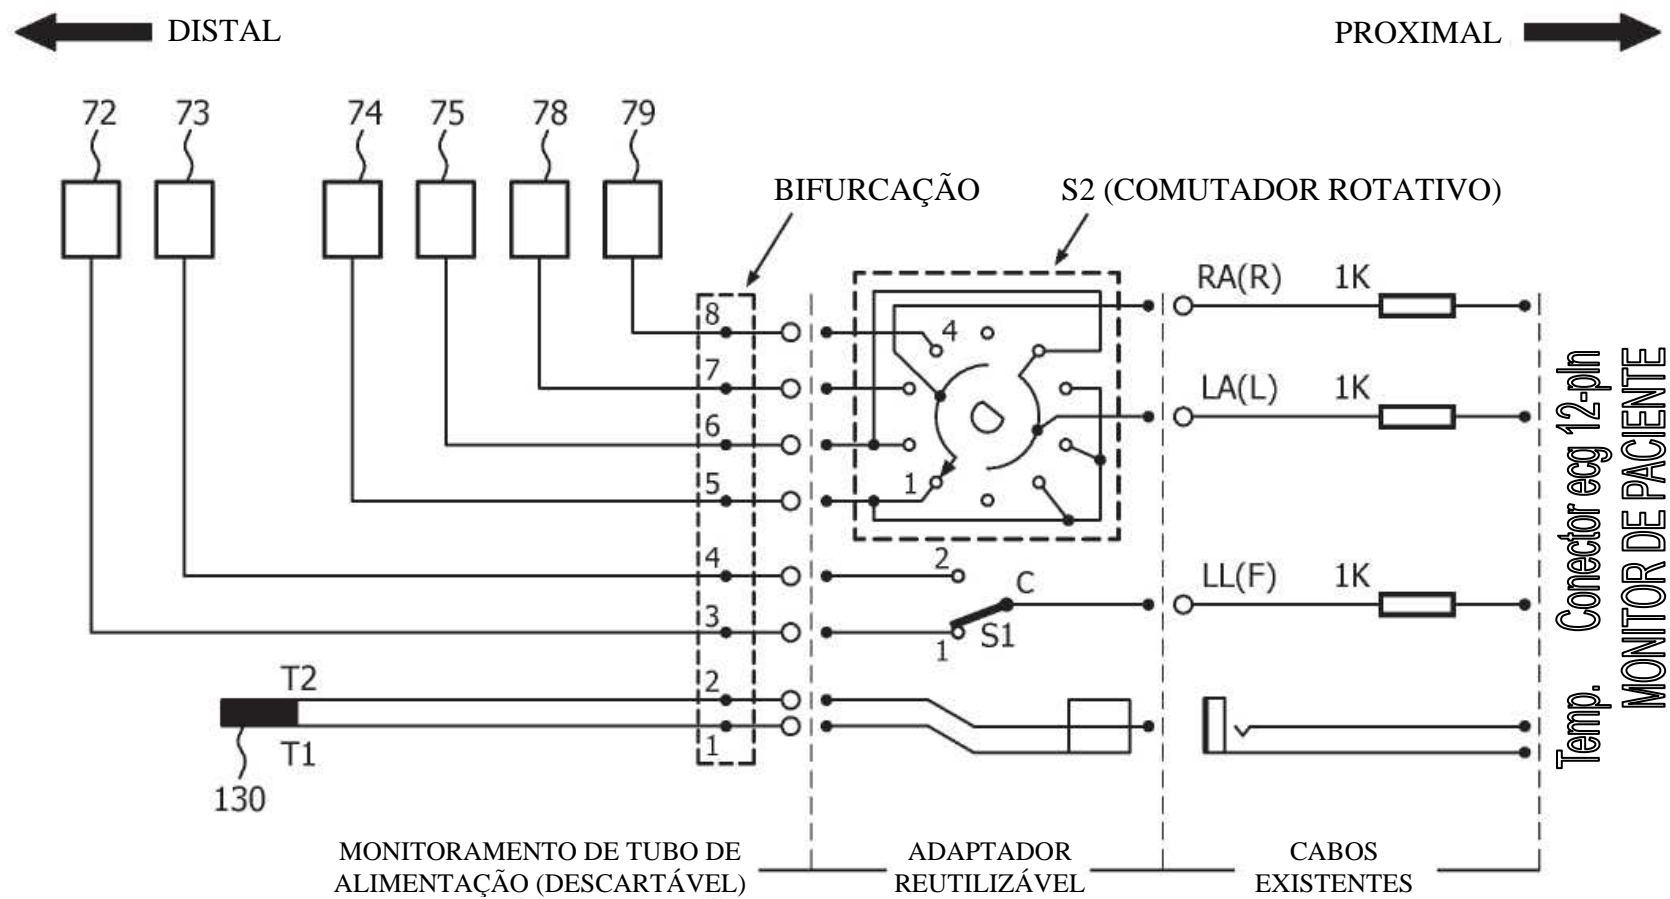 DISTAL
PROXIMAL
72 73 74 75 78 79
BIFURCAÇÃO
S2 (COMUTADOR ROTATIVO)
RA(R) 1K
8
4
7
LA(L) 1K
6
5
1
4
2
C
LL(F) 1K
3
1
S1
T2
2
T1
1
130
Temp. Conector ecg 12-pln
MONITOR DE PACIENTE
MONITORAMENTO DE TUBO DE
ALIMENTAÇÃO (DESCARTÁVEL)
ADAPTADOR
REUTILIZÁVEL
CABOS
EXISTENTES